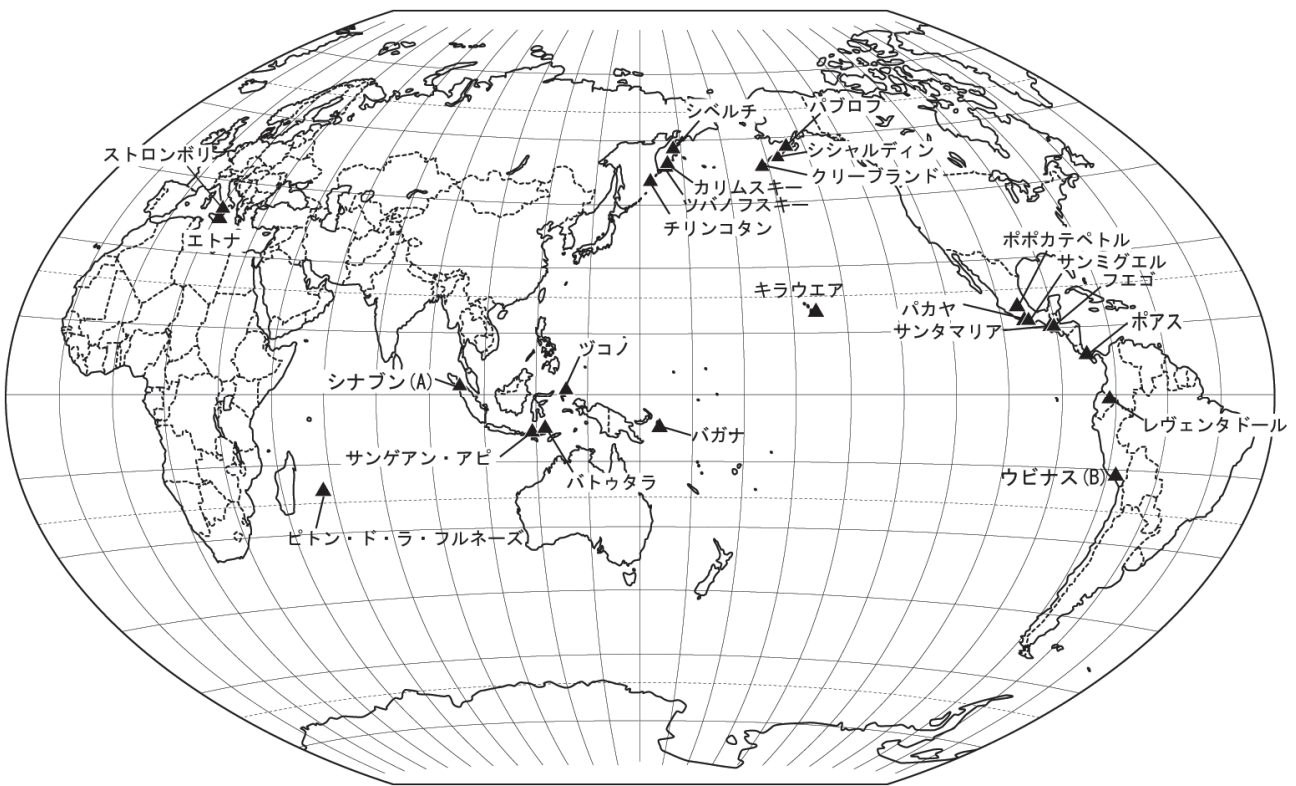 シベルチ
パブロフ
ストロンボリ
シシャルディン
クリーブランド
カリムスキー
ヅパノフスキー
チリンコタン
エトナ
ポポカテペトル
サンミグエル
フエゴ
キラウエア
パカヤ
サンタマリア
ポアス
ヅコノ
シナブン(A)
レヴェンタドール
バガナ
サンゲアン・アピ
バトゥタラ
ウビナス(B)
ピトン・ド・ラ・フルネーズ